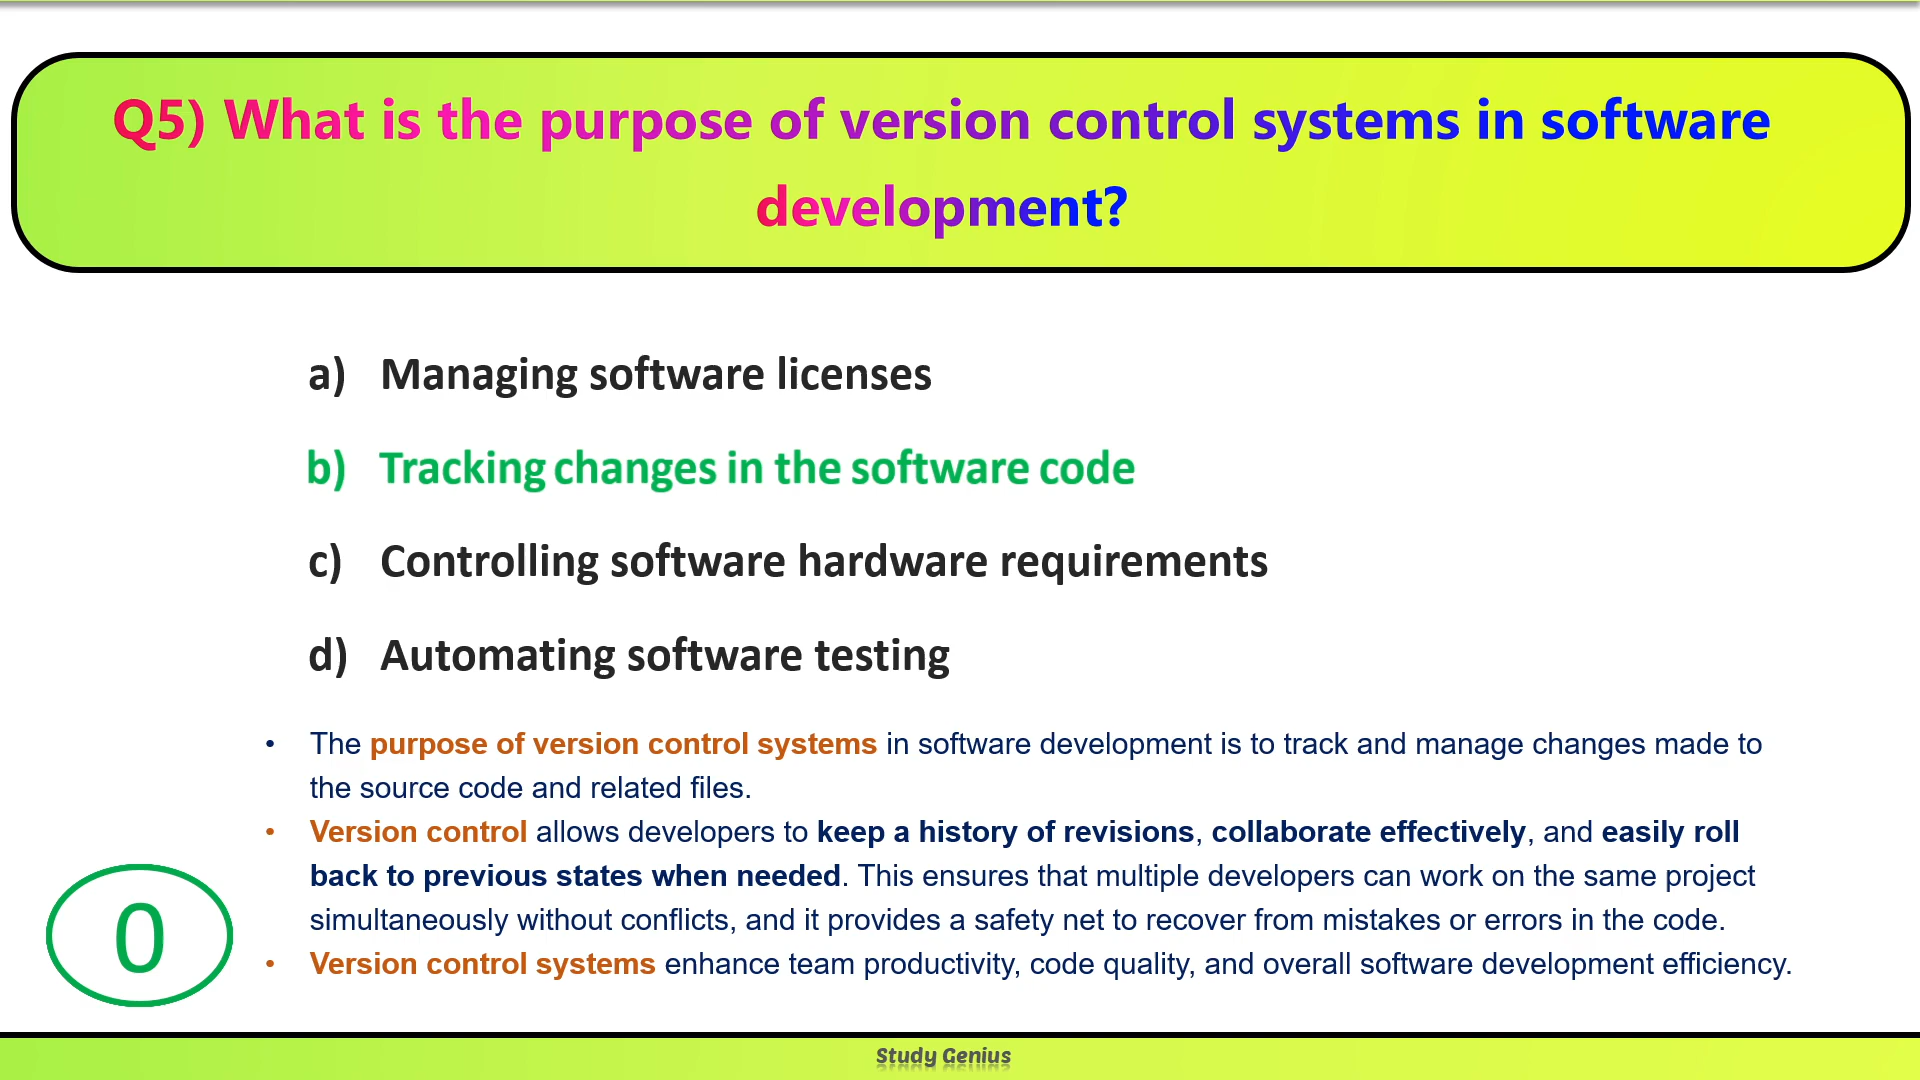 Q5) What is the purpose of version control systems in software
development?
a) Managing software licenses
b) Tracking changes in the software code
c) Controlling software hardware requirements
d) Automating software testing
• The purpose of version control systems in software development is to track and manage changes made to
the source code and related files.
• Version control allows developers to keep a history of revisions, collaborate effectively, and easily roll
back to previous states when needed. This ensures that multiple developers can work on the same project
simultaneously without conflicts, and it provides a safety net to recover from mistakes or errors in the code.
• Version control systems enhance team productivity, code quality, and overall software development efficiency.
0
Study Genius